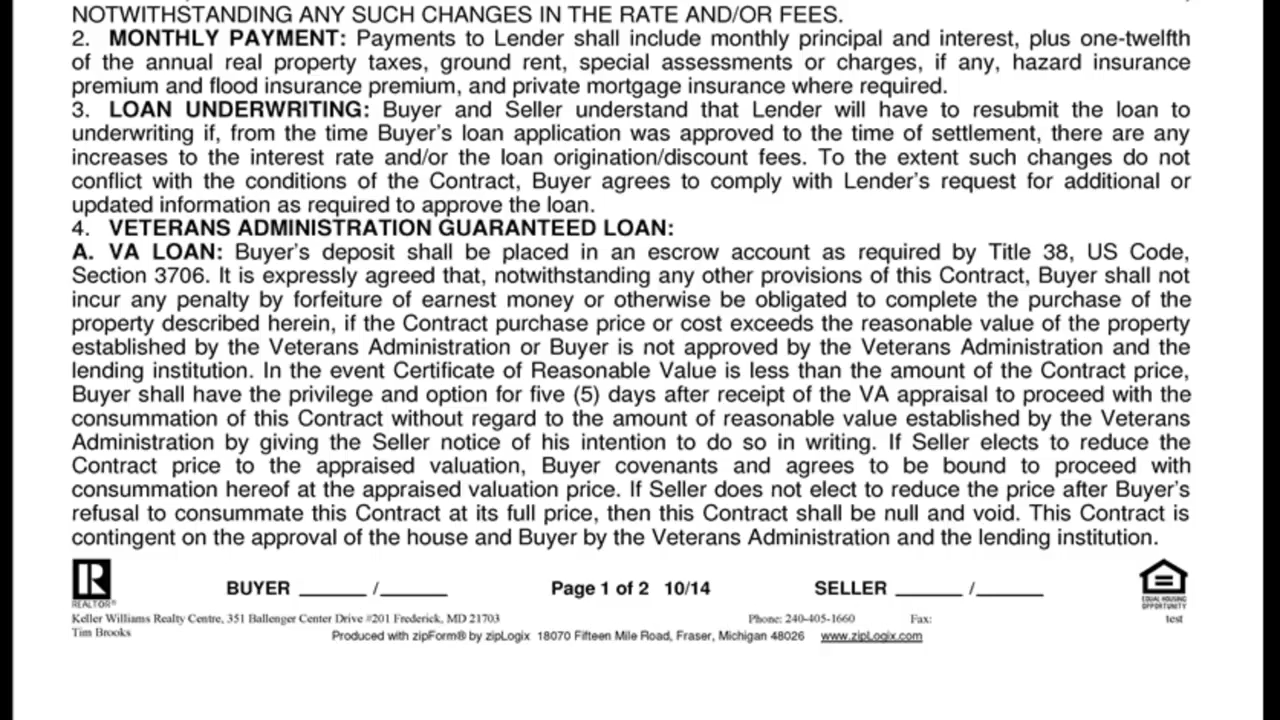 NOTWITHSTANDING ANY SUCH CHANGES IN THE RATE AND/OR FEES.
2. MONTHLY PAYMENT: Payments to Lender shall include monthly principal and interest, plus one-twelfth
of the annual real property taxes, ground rent, special assessments or charges, if any, hazard insurance
premium and flood insurance premium, and private mortgage insurance where required.
3. LOAN UNDERWRITING: Buyer and Seller understand that Lender will have to resubmit the loan to
underwriting if, from the time Buyer's loan application was approved to the time of settlement, there are any
increases to the interest rate and/or the loan origination/discount fees. To the extent such changes do not
conflict with the conditions of the Contract, Buyer agrees to comply with Lender's request for additional or
updated information as required to approve the loan.
4. VETERANS ADMINISTRATION GUARANTEED LOAN:
A. VA LOAN: Buyer's deposit shall be placed in an escrow account as required by Title 38, US Code,
Section 3706. It is expressly agreed that, notwithstanding any other provisions of this Contract, Buyer shall not
incur any penalty by forfeiture of earnest money or otherwise be obligated to complete the purchase of the
property described herein, if the Contract purchase price or cost exceeds the reasonable value of the property
established by the Veterans Administration or Buyer is not approved by the Veterans Administration and the
lending institution. In the event Certificate of Reasonable Value is less than the amount of the Contract price,
Buyer shall have the privilege and option for five (5) days after receipt of the VA appraisal to proceed with the
consummation of this Contract without regard to the amount of reasonable value established by the Veterans
Administration by giving the Seller notice of his intention to do so in writing. If Seller elects to reduce the
Contract price to the appraised valuation, Buyer covenants and agrees to be bound to proceed with
consummation hereof at the appraised valuation price. If Seller does not elect to reduce the price after Buyer's
refusal to consummate this Contract at its full price, then this Contract shall be null and void. This Contract is
contingent on the approval of the house and Buyer by the Veterans Administration and the lending institution.
BUYER ______ /______ Page 1 of 2 10/14 SELLER ______ /______
REALTOR® EQUAL HOUSING
OPPORTUNITY
Keller Williams Realty Centre, 351 Ballenger Center Drive #201 Frederick, MD 21703 Phone: 240-405-1660 Fax: test
Tim Brooks
Produced with zipForm® by zipLogix 18070 Fifteen Mile Road, Fraser, Michigan 48026 www.zipLogix.com